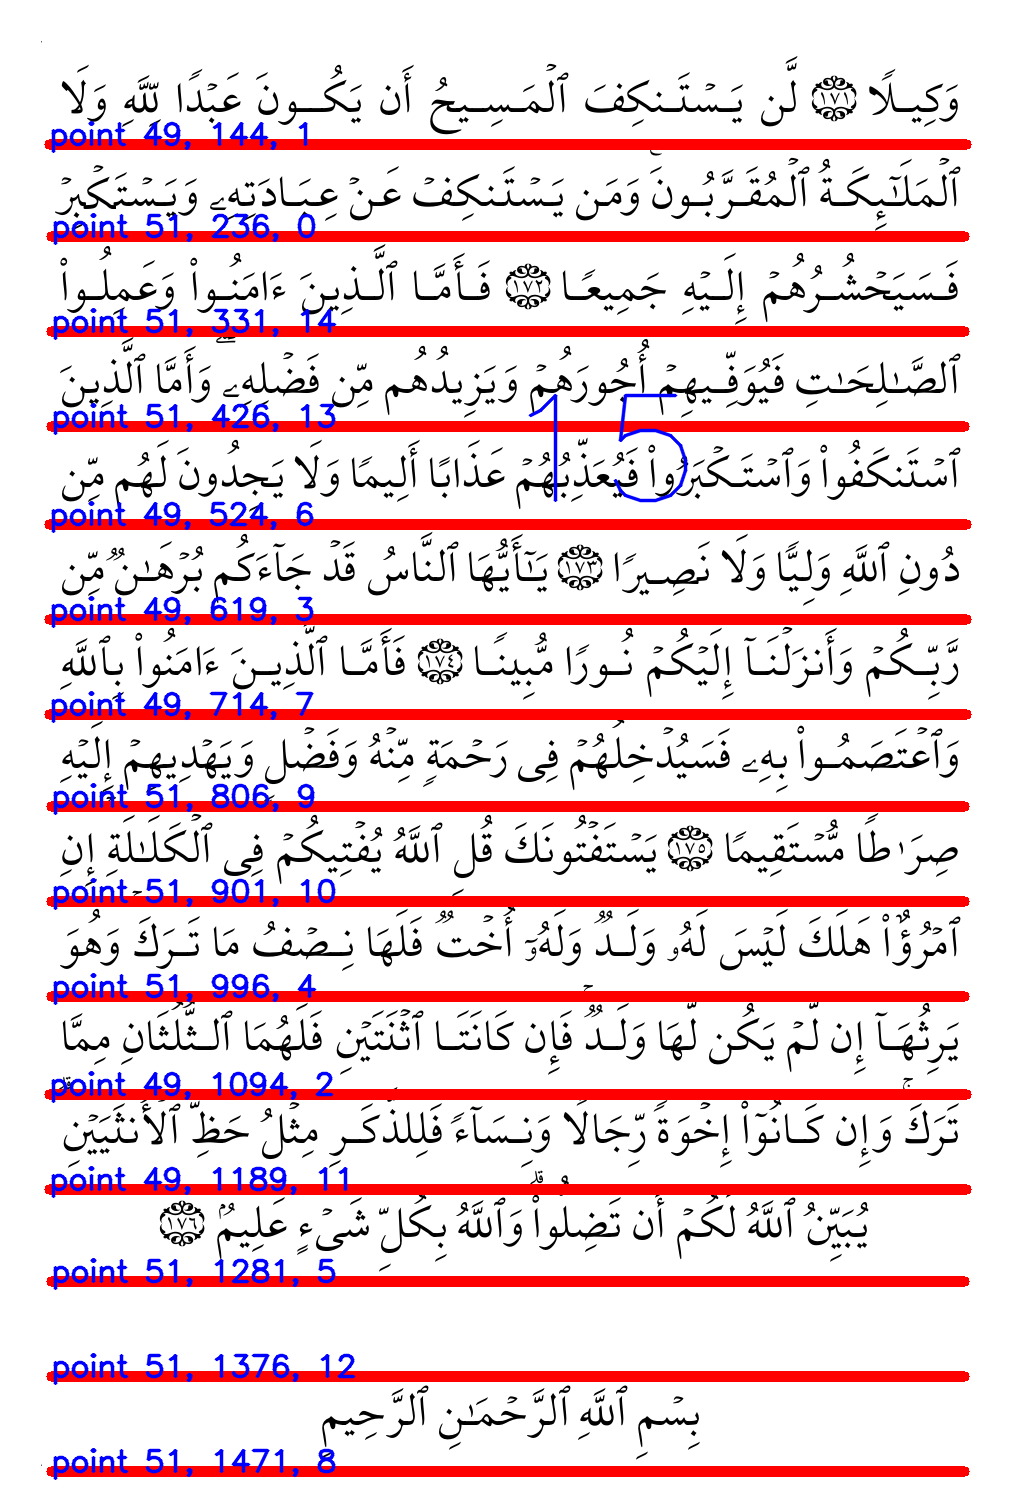 وَكِيلًا ١٧١ لَّن يَسْتَنكِفَ ٱلْمَسِيحُ أَن يَكُونَ عَبْدًا لِّلَّهِ وَلَا
point 49, 144, 1
ٱلْمَلَـٰٓئِكَةُ ٱلْمُقَرَّبُونَ ۚ وَمَن يَسْتَنكِفْ عَنْ عِبَادَتِهِۦ وَيَسْتَكْبِرْ
point 51, 236, 0
فَسَيَحْشُرُهُمْ إِلَيْهِ جَمِيعًا ١٧٢ فَأَمَّا ٱلَّذِينَ ءَامَنُوا۟ وَعَمِلُوا۟
point 51, 331, 14
ٱلصَّـٰلِحَـٰتِ فَيُوَفِّيهِمْ أُجُورَهُمْ وَيَزِيدُهُم مِّن فَضْلِهِۦ ۖ وَأَمَّا ٱلَّذِينَ
point 51, 426, 13
15
ٱسْتَنكَفُوا۟ وَٱسْتَكْبَرُوا۟ فَيُعَذِّبُهُمْ عَذَابًا أَلِيمًا وَلَا يَجِدُونَ لَهُم مِّن
point 49, 524, 6
دُونِ ٱللَّهِ وَلِيًّا وَلَا نَصِيرًا ١٧٣ يَـٰٓأَيُّهَا ٱلنَّاسُ قَدْ جَآءَكُم بُرْهَـٰنٌ مِّن
point 49, 619, 3
رَّبِّكُمْ وَأَنزَلْنَآ إِلَيْكُمْ نُورًا مُّبِينًا ١٧٤ فَأَمَّا ٱلَّذِينَ ءَامَنُوا۟ بِٱللَّهِ
point 49, 714, 7
وَٱعْتَصَمُوا۟ بِهِۦ فَسَيُدْخِلُهُمْ فِى رَحْمَةٍ مِّنْهُ وَفَضْلٍ وَيَهْدِيهِمْ إِلَيْهِ
point 51, 806, 9
صِرَٰطًا مُّسْتَقِيمًا ١٧٥ يَسْتَفْتُونَكَ قُلِ ٱللَّهُ يُفْتِيكُمْ فِى ٱلْكَلَـٰلَةِ ۚ إِنِ
point 51, 901, 10
ٱمْرُؤٌا۟ هَلَكَ لَيْسَ لَهُۥ وَلَدٌ وَلَهُۥٓ أُخْتٌ فَلَهَا نِصْفُ مَا تَرَكَ ۚ وَهُوَ
point 51, 996, 4
يَرِثُهَآ إِن لَّمْ يَكُن لَّهَا وَلَدٌ ۚ فَإِن كَانَتَا ٱثْنَتَيْنِ فَلَهُمَا ٱلثُّلُثَانِ مِمَّا
point 49, 1094, 2
تَرَكَ ۚ وَإِن كَانُوٓا۟ إِخْوَةً رِّجَالًا وَنِسَآءً فَلِلذَّكَرِ مِثْلُ حَظِّ ٱلْأُنثَيَيْنِ ۗ
point 49, 1189, 11
يُبَيِّنُ ٱللَّهُ لَكُمْ أَن تَضِلُّوا۟ ۗ وَٱللَّهُ بِكُلِّ شَىْءٍ عَلِيمٌۢ ١٧٦
point 51, 1281, 5
point 51, 1376, 12
بِسْمِ ٱللَّهِ ٱلرَّحْمَـٰنِ ٱلرَّحِيمِ
point 51, 1471, 8